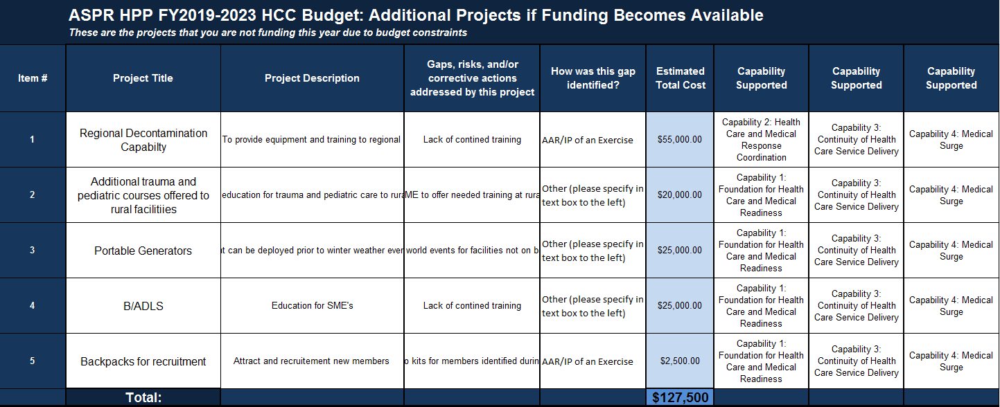 ASPR HPP FY2019-2023 HCC Budget: Additional Projects if Funding Becomes Available
These are the projects that you are not funding this year due to budget constraints
Item #
Project Title
Project Description
Gaps, risks, and/or
corrective actions
addressed by this project
How was this gap
identified?
Estimated
Total Cost
Capability
Supported
Capability
Supported
Capability
Supported
1
Regional Decontamination
Capabilty
To provide equipment and training to regional
Lack of contined training
AAR/IP of an Exercise
$55,000.00
Capability 2: Health
Care and Medical
Response
Coordination
Capability 3:
Continuity of Health
Care Service Delivery
Capability 4: Medical
Surge
2
Additional trauma and
pediatric courses offered to
rural facilitiies
education for trauma and pediatric care to rura
ME to offer needed training at rura
Other (please specify in
text box to the left)
$20,000.00
Capability 1:
Foundation for Health
Care and Medical
Readiness
Capability 3:
Continuity of Health
Care Service Delivery
Capability 4: Medical
Surge
3
Portable Generators
t can be deployed prior to winter weather ever
world events for facilities not on b
Other (please specify in
text box to the left)
$25,000.00
Capability 1:
Foundation for Health
Care and Medical
Readiness
Capability 3:
Continuity of Health
Care Service Delivery
Capability 4: Medical
Surge
4
B/ADLS
Education for SME's
Lack of contined training
Other (please specify in
text box to the left)
$25,000.00
Capability 1:
Foundation for Health
Care and Medical
Readiness
Capability 3:
Continuity of Health
Care Service Delivery
Capability 4: Medical
Surge
5
Backpacks for recruitment
Attract and recruitement new members
o kits for members identified durin
AAR/IP of an Exercise
$2,500.00
Capability 1:
Foundation for Health
Care and Medical
Readiness
Capability 3:
Continuity of Health
Care Service Delivery
Capability 4: Medical
Surge
Total:
$127,500